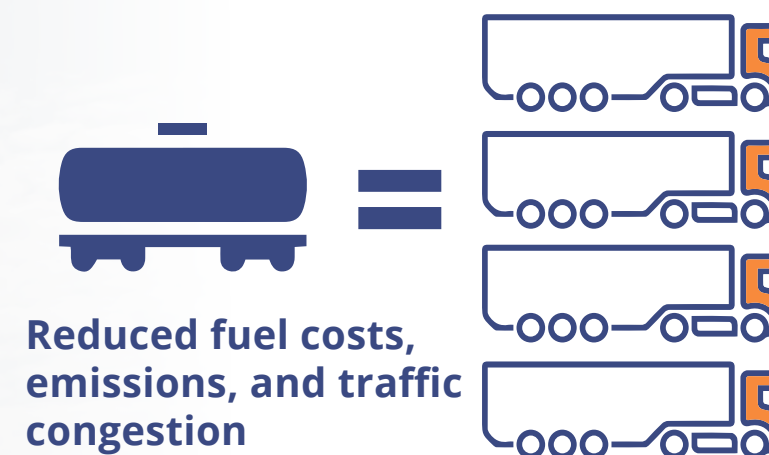 Reduced fuel costs,
emissions, and traffic
congestion